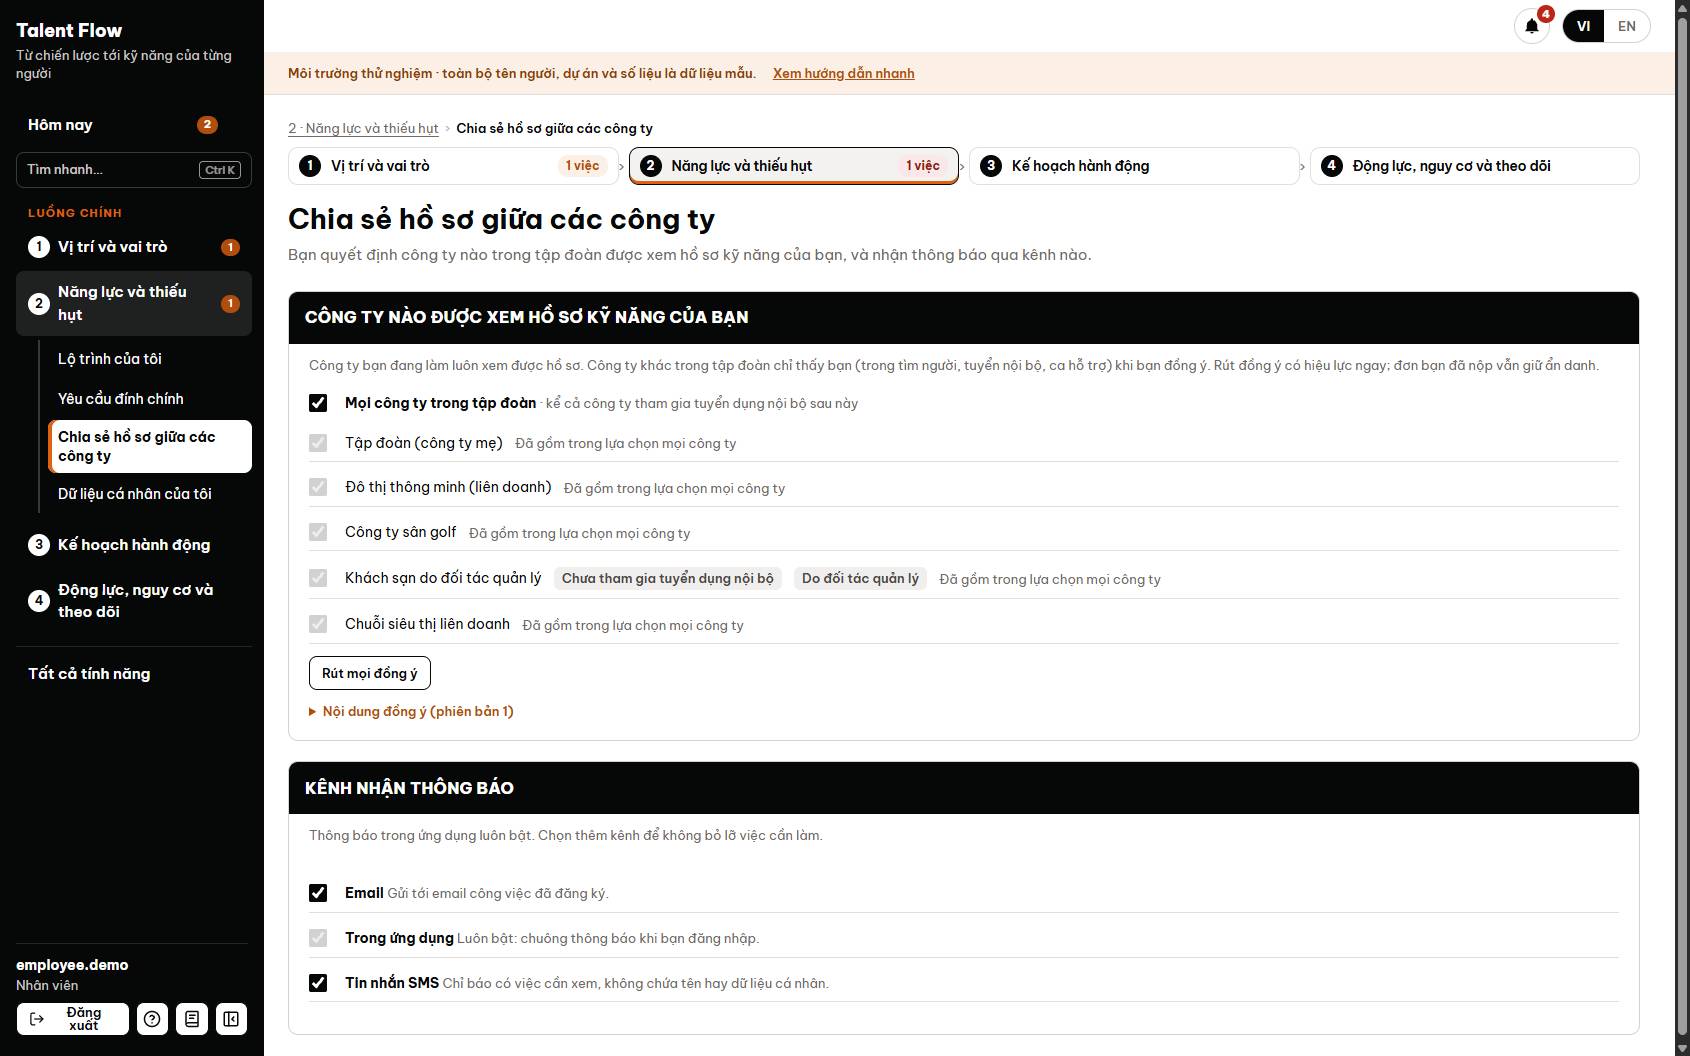 Talent Flow
Từ chiến lược tới kỹ năng của từng
người
Hôm nay 2
Tìm nhanh... Ctrl K
LUỒNG CHÍNH
1 Vị trí và vai trò 1
2 Năng lực và thiếu
hụt 1
Lộ trình của tôi
Yêu cầu đính chính
Chia sẻ hồ sơ giữa các
công ty
Dữ liệu cá nhân của tôi
3 Kế hoạch hành động
4 Động lực, nguy cơ và
theo dõi
Tất cả tính năng
employee.demo
Nhân viên
Đăng
xuất
4
VI EN
Môi trường thử nghiệm · toàn bộ tên người, dự án và số liệu là dữ liệu mẫu. Xem hướng dẫn nhanh
2 · Năng lực và thiếu hụt › Chia sẻ hồ sơ giữa các công ty
1 Vị trí và vai trò 1 việc › 2 Năng lực và thiếu hụt 1 việc › 3 Kế hoạch hành động › 4 Động lực, nguy cơ và theo dõi
Chia sẻ hồ sơ giữa các công ty
Bạn quyết định công ty nào trong tập đoàn được xem hồ sơ kỹ năng của bạn, và nhận thông báo qua kênh nào.
CÔNG TY NÀO ĐƯỢC XEM HỒ SƠ KỸ NĂNG CỦA BẠN
Công ty bạn đang làm luôn xem được hồ sơ. Công ty khác trong tập đoàn chỉ thấy bạn (trong tìm người, tuyển nội bộ, ca hỗ trợ) khi bạn đồng ý. Rút đồng ý có hiệu lực ngay; đơn bạn đã nộp vẫn giữ ẩn danh.
Mọi công ty trong tập đoàn · kể cả công ty tham gia tuyển dụng nội bộ sau này
Tập đoàn (công ty mẹ) Đã gồm trong lựa chọn mọi công ty
Đô thị thông minh (liên doanh) Đã gồm trong lựa chọn mọi công ty
Công ty sân golf Đã gồm trong lựa chọn mọi công ty
Khách sạn do đối tác quản lý Chưa tham gia tuyển dụng nội bộ Do đối tác quản lý Đã gồm trong lựa chọn mọi công ty
Chuỗi siêu thị liên doanh Đã gồm trong lựa chọn mọi công ty
Rút mọi đồng ý
Nội dung đồng ý (phiên bản 1)
KÊNH NHẬN THÔNG BÁO
Thông báo trong ứng dụng luôn bật. Chọn thêm kênh để không bỏ lỡ việc cần làm.
Email Gửi tới email công việc đã đăng ký.
Trong ứng dụng Luôn bật: chuông thông báo khi bạn đăng nhập.
Tin nhắn SMS Chỉ báo có việc cần xem, không chứa tên hay dữ liệu cá nhân.